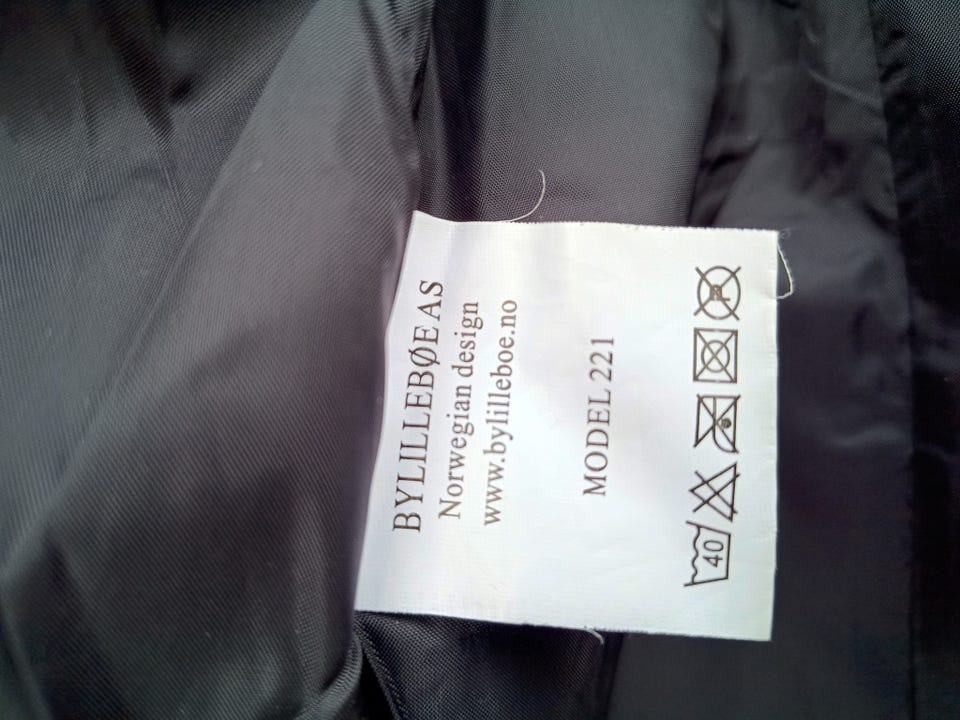 BYLILLEBØE AS
Norwegian design
www.bylilleboe.no
MODEL 221
40